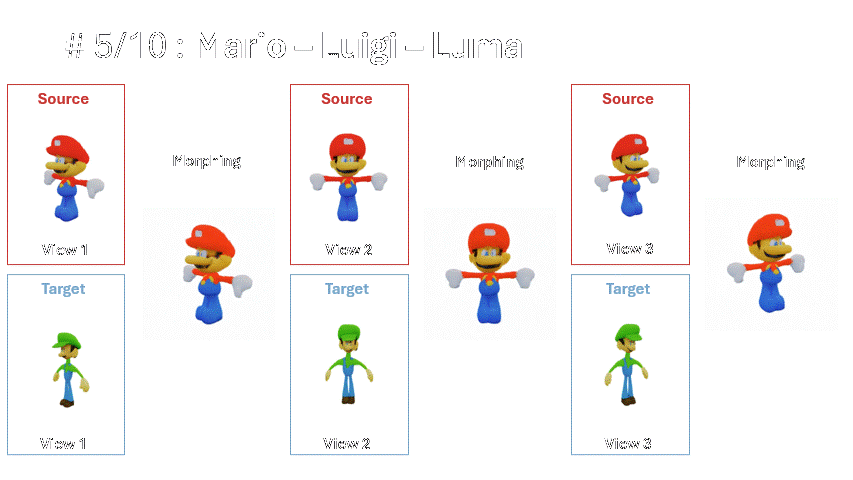 # 5/10 : Mario – Luigi – Luma
Source
View 1
Target
View 1
Morphing
Source
View 2
Target
View 2
Morphing
Source
View 3
Target
View 3
Morphing